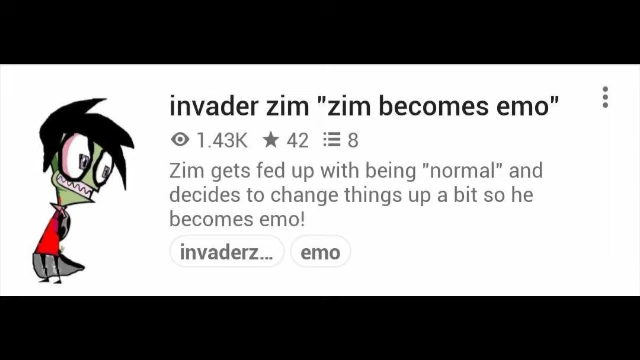 invader zim "zim becomes emo"
1.43K 42 8
Zim gets fed up with being "normal" and
decides to change things up a bit so he
becomes emo!
invaderz... emo